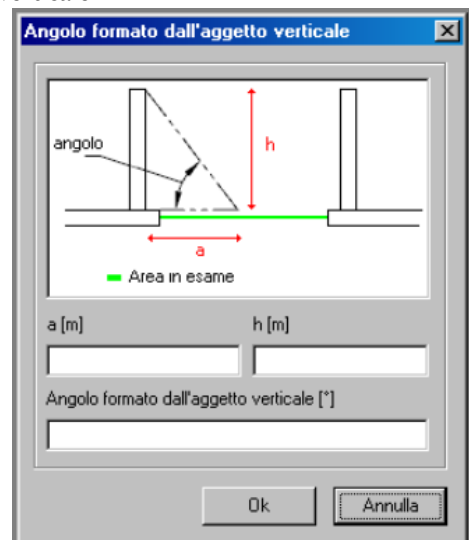 Angolo formato dall'aggetto verticale
angolo
h
a
Area in esame
a [m] h [m]
Angolo formato dall'aggetto verticale [°]
Ok Annulla